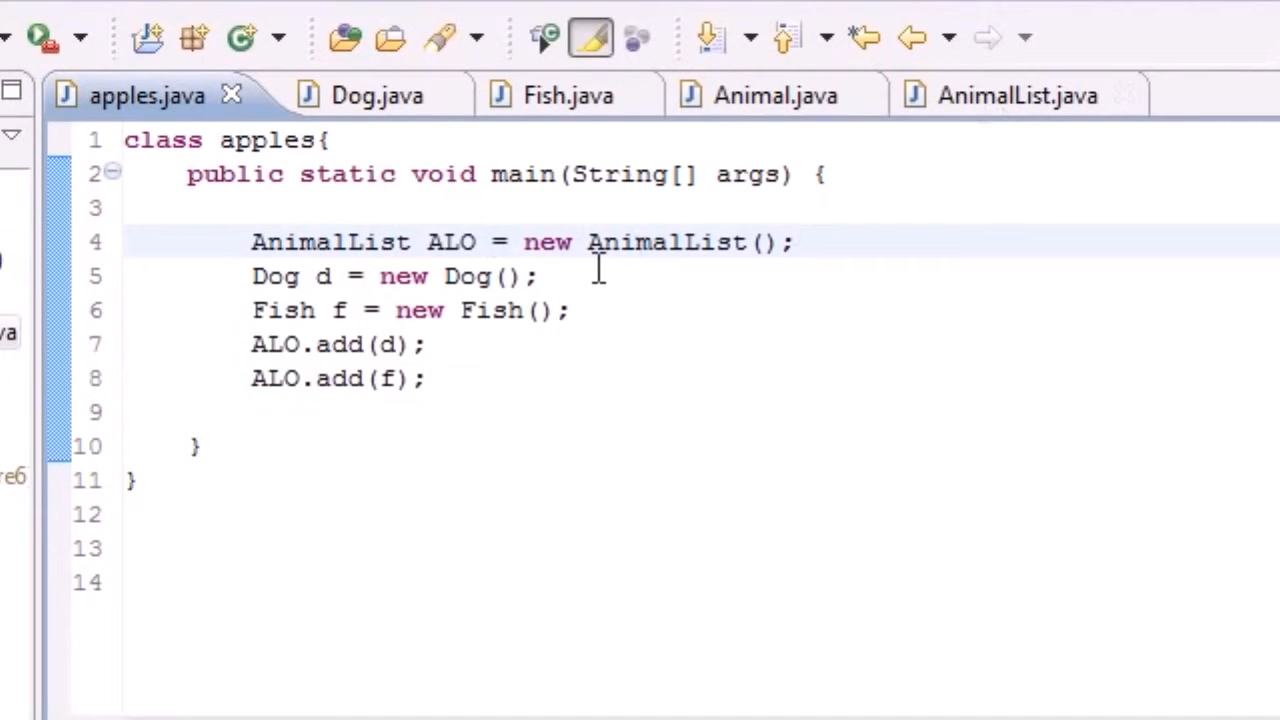 apples.java Dog.java Fish.java Animal.java AnimalList.java
1 class apples{
2 public static void main(String[] args) {
3
4 AnimalList ALO = new AnimalList();
5 Dog d = new Dog();
6 Fish f = new Fish();
7 ALO.add(d);
8 ALO.add(f);
9
10 }
11 }
12
13
14